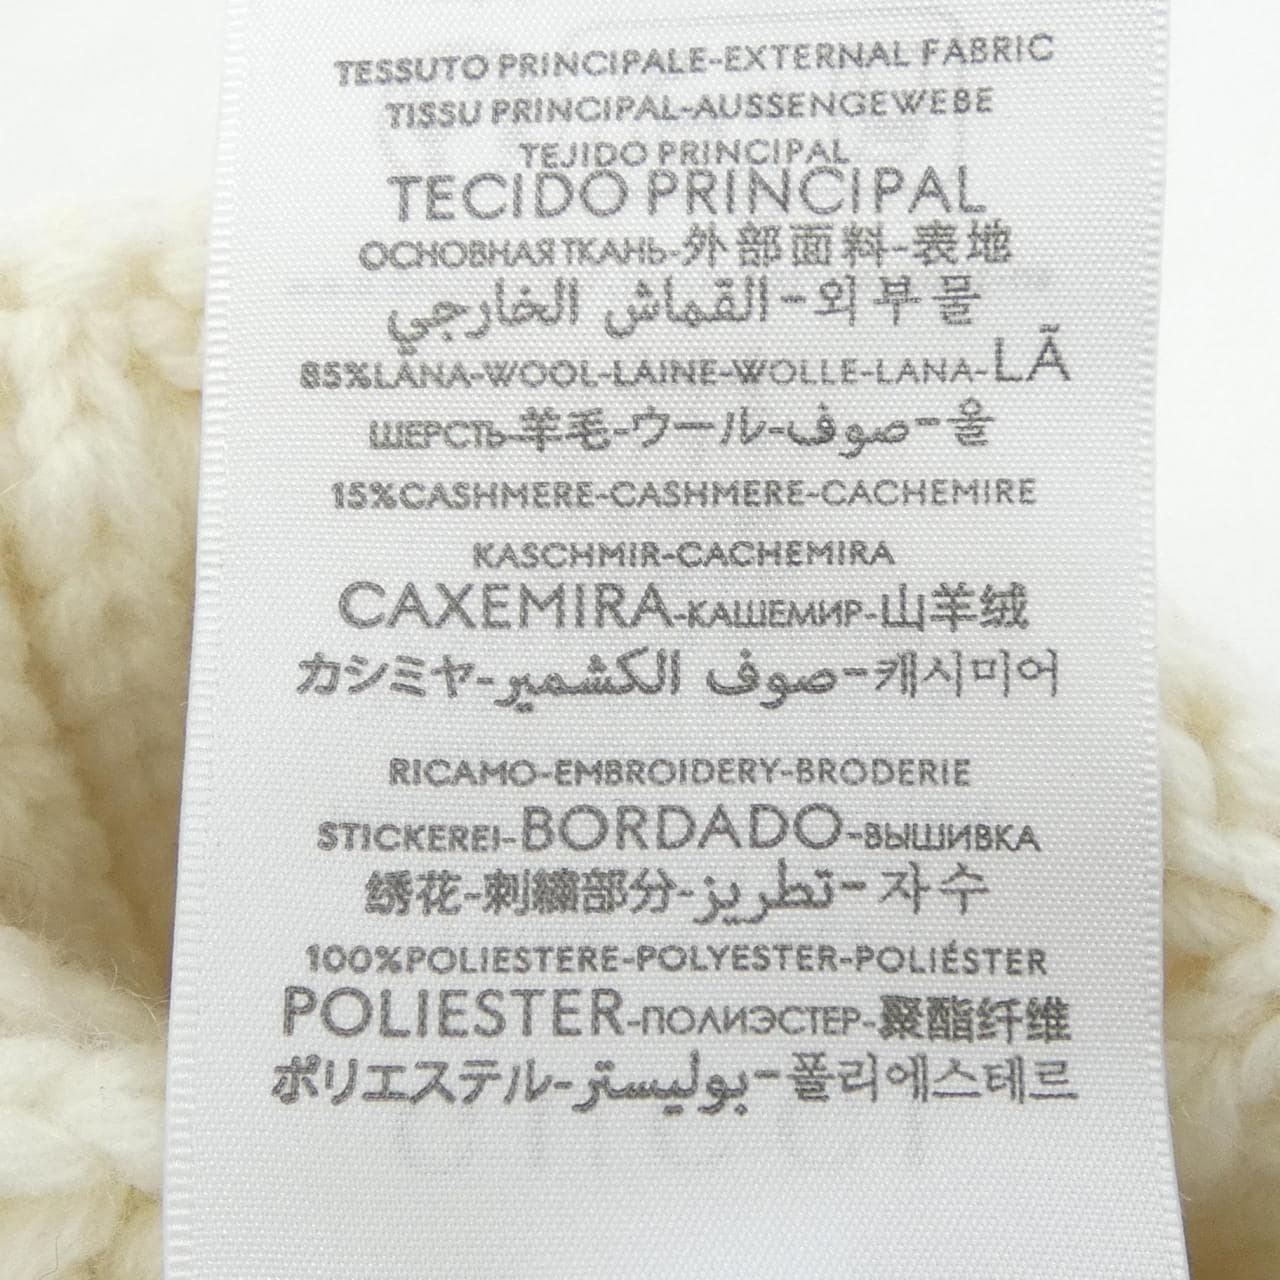 TESSUTO PRINCIPALE-EXTERNAL FABRIC
TISSU PRINCIPAL-AUSSENGEWEBE
TEJIDO PRINCIPAL
TECIDO PRINCIPAL
ОСНОВНАЯ ТКАНЬ-外部面料-表地
القماش الخارجي-외부물
85%LANA-WOOL-LAINE-WOLLE-LANA-LÃ
ШЕРСТЬ-羊毛-ウール-صوف-울
15%CASHMERE-CASHMERE-CACHEMIRE
KASCHMIR-CACHEMIRA
CAXEMIRA-КАШЕМИР-山羊绒
カシミヤ-صوف الكشمير-캐시미어
RICAMO-EMBROIDERY-BRODERIE
STICKEREI-BORDADO-ВЫШИВКА
绣花-刺繍部分-تطريز-자수
100%POLIESTERE-POLYESTER-POLIÉSTER
POLIESTER-ПОЛИЭСТЕР-聚酯纤维
ポリエステル-بوليستر-폴리에스테르